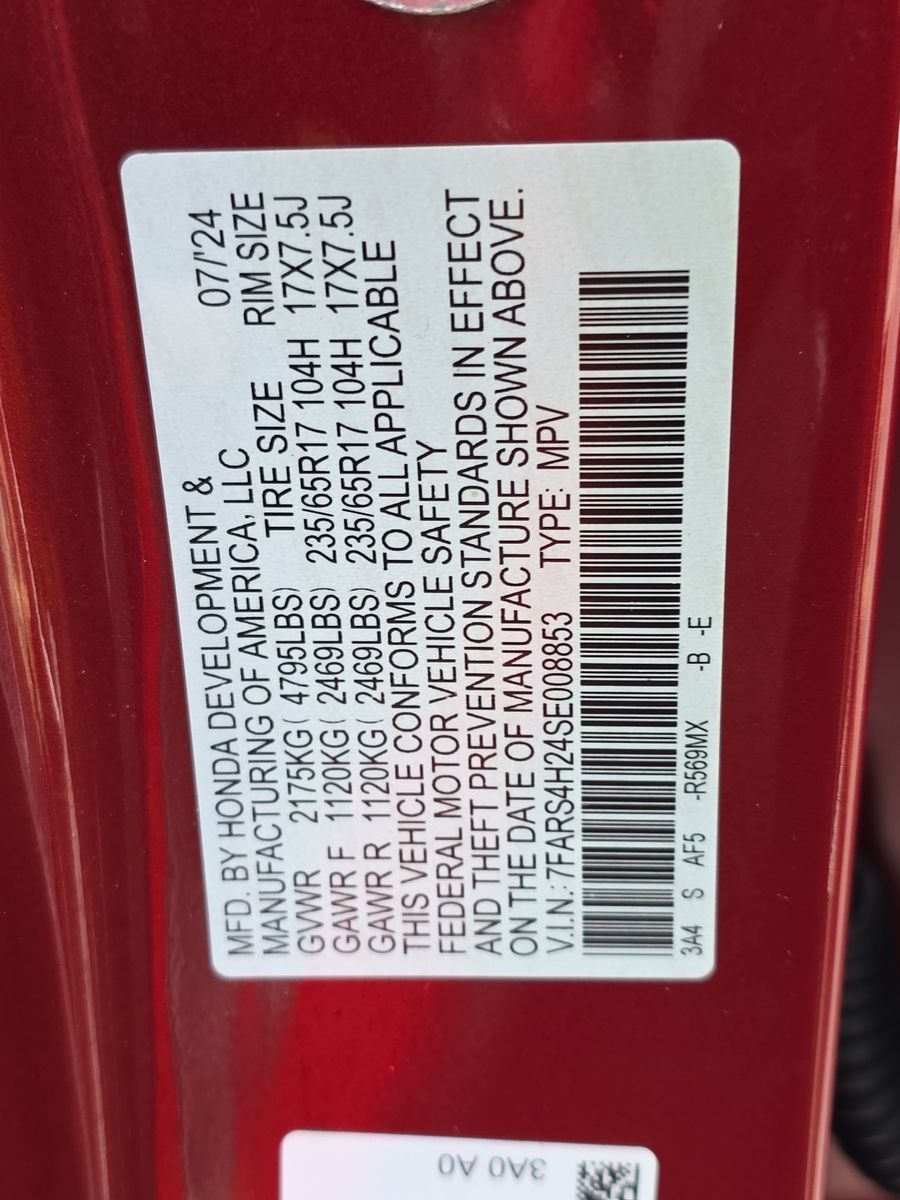 MFD. BY HONDA DEVELOPMENT & 07/'24
MANUFACTURING OF AMERICA, LLC
TIRE SIZE RIM SIZE
GVWR 2175KG( 4795LBS) 235/65R17 104H 17X7.5J
GAWR F 1120KG( 2469LBS) 235/65R17 104H 17X7.5J
GAWR R 1120KG( 2469LBS)
THIS VEHICLE CONFORMS TO ALL APPLICABLE
FEDERAL MOTOR VEHICLE SAFETY
AND THEFT PREVENTION STANDARDS IN EFFECT
ON THE DATE OF MANUFACTURE SHOWN ABOVE.
V.I.N.: 7FARS4H24SE008853 TYPE: MPV
3A4 S AF5 -R569MX -B -E
3A0 A0